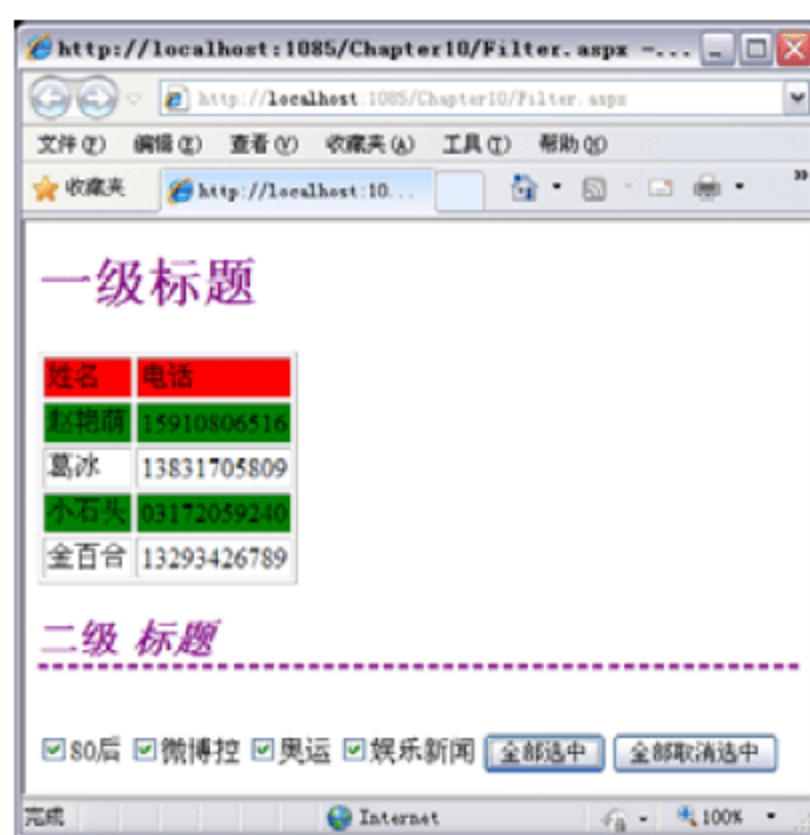 http://localhost:1085/Chapter10/Filter.aspx -...
http://localhost:1085/Chapter10/Filter.aspx
文件(F) 编辑(E) 查看(V) 收藏夹(A) 工具(T) 帮助(H)
收藏夹 http://localhost:10...
一级标题
姓名 电话
赵艳萌 15910806516
葛冰 13831705809
小石头 03172059240
金百合 13293426789
二级 标题
80后 微博控 奥运 娱乐新闻 全部选中 全部取消选中
完成 Internet 100%